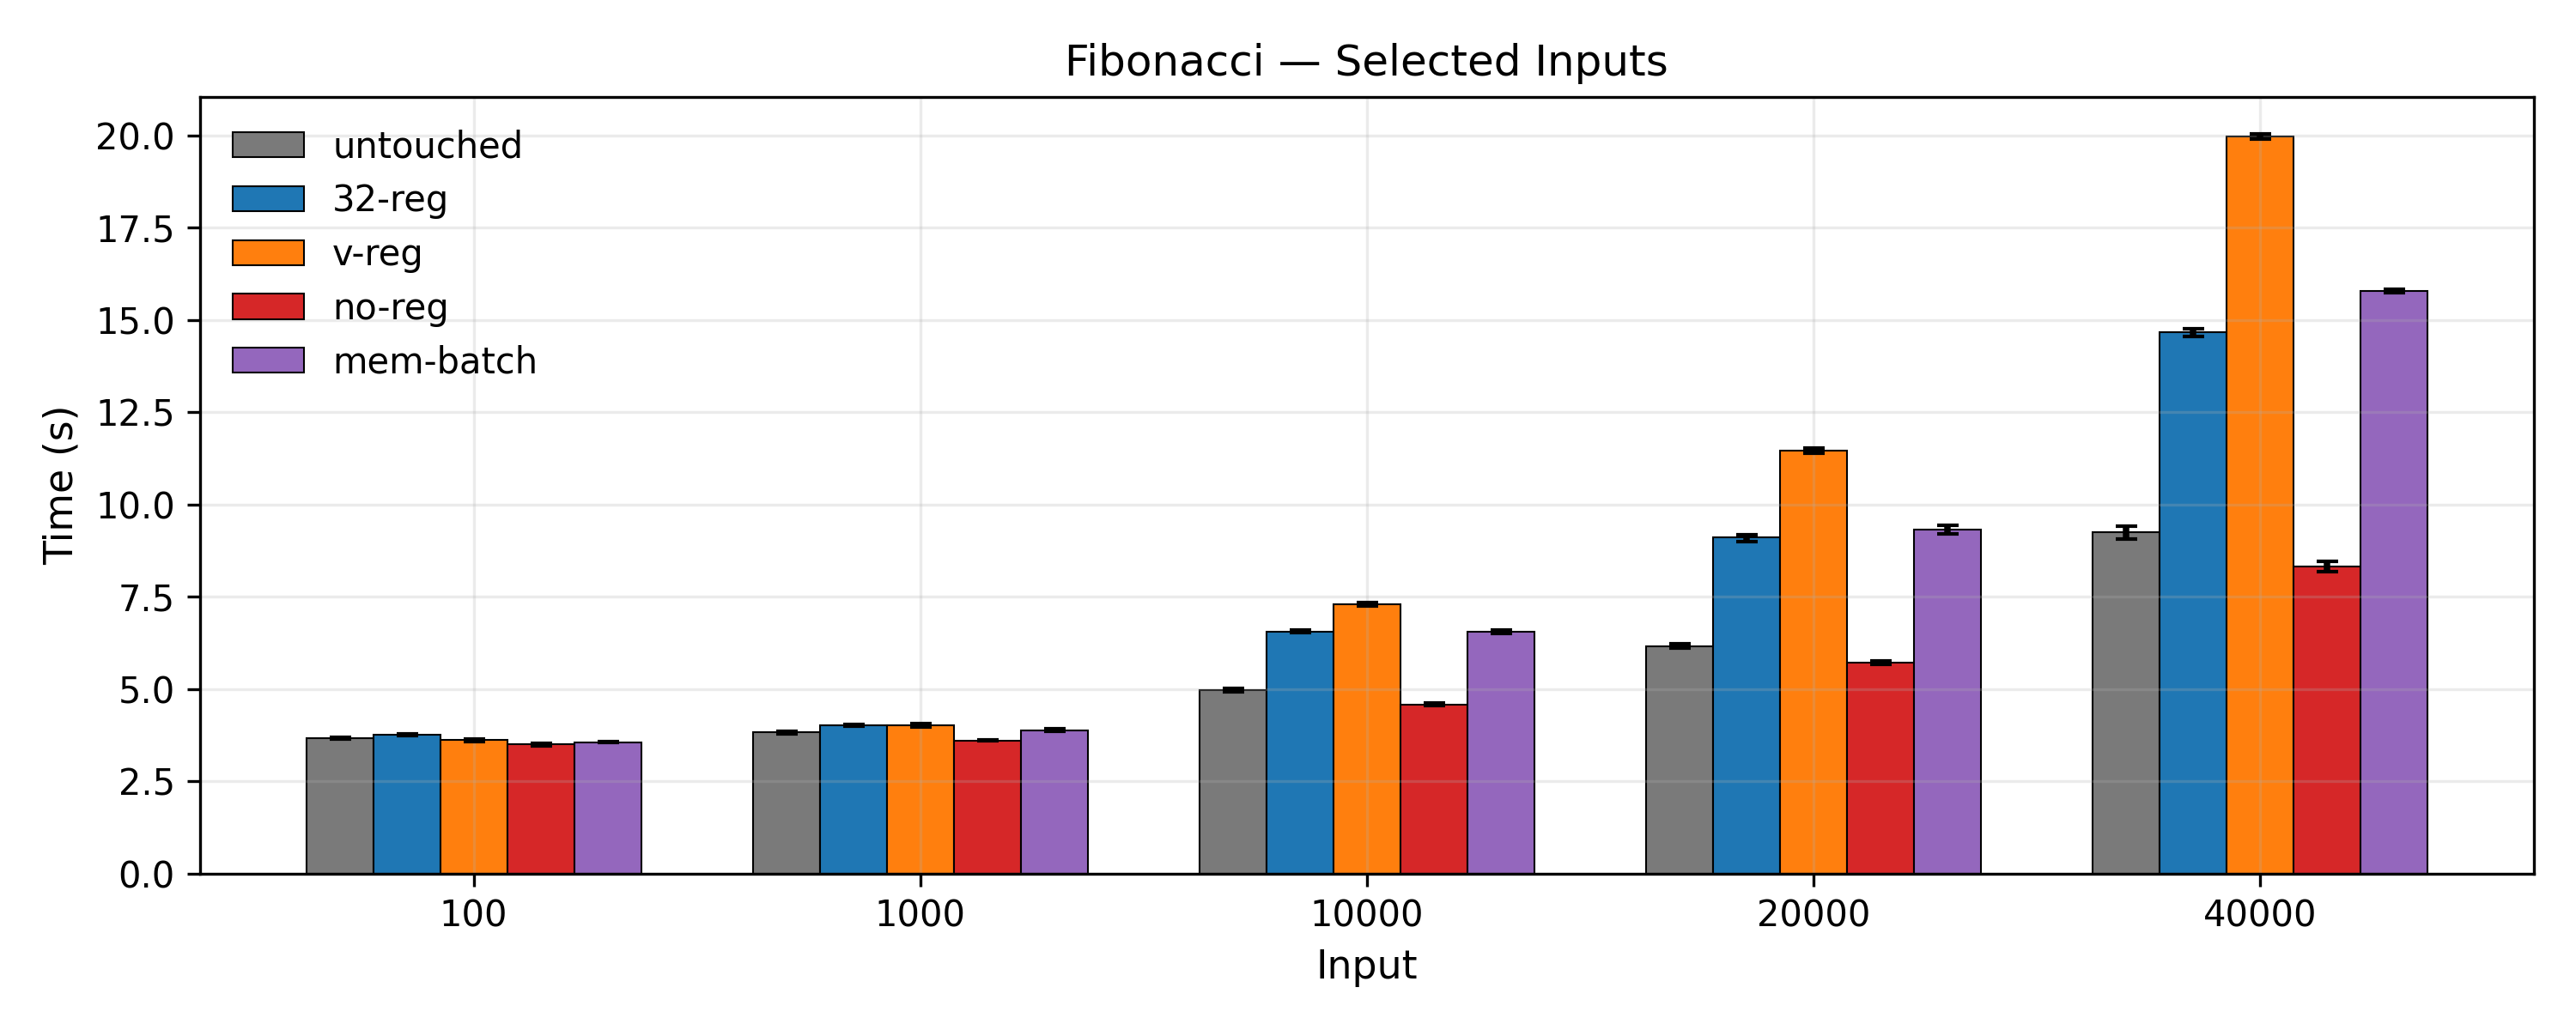 Fibonacci — Selected Inputs
untouched
32-reg
v-reg
no-reg
mem-batch
Time (s)
20.0
17.5
15.0
12.5
10.0
7.5
5.0
2.5
0.0
100 1000 10000 20000 40000
Input